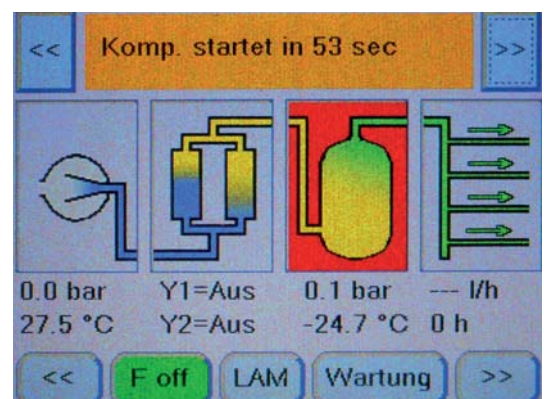 << Komp. startet in 53 sec >>
0.0 bar Y1=Aus 0.1 bar --- l/h
27.5 °C Y2=Aus -24.7 °C 0 h
<< F off LAM Wartung >>